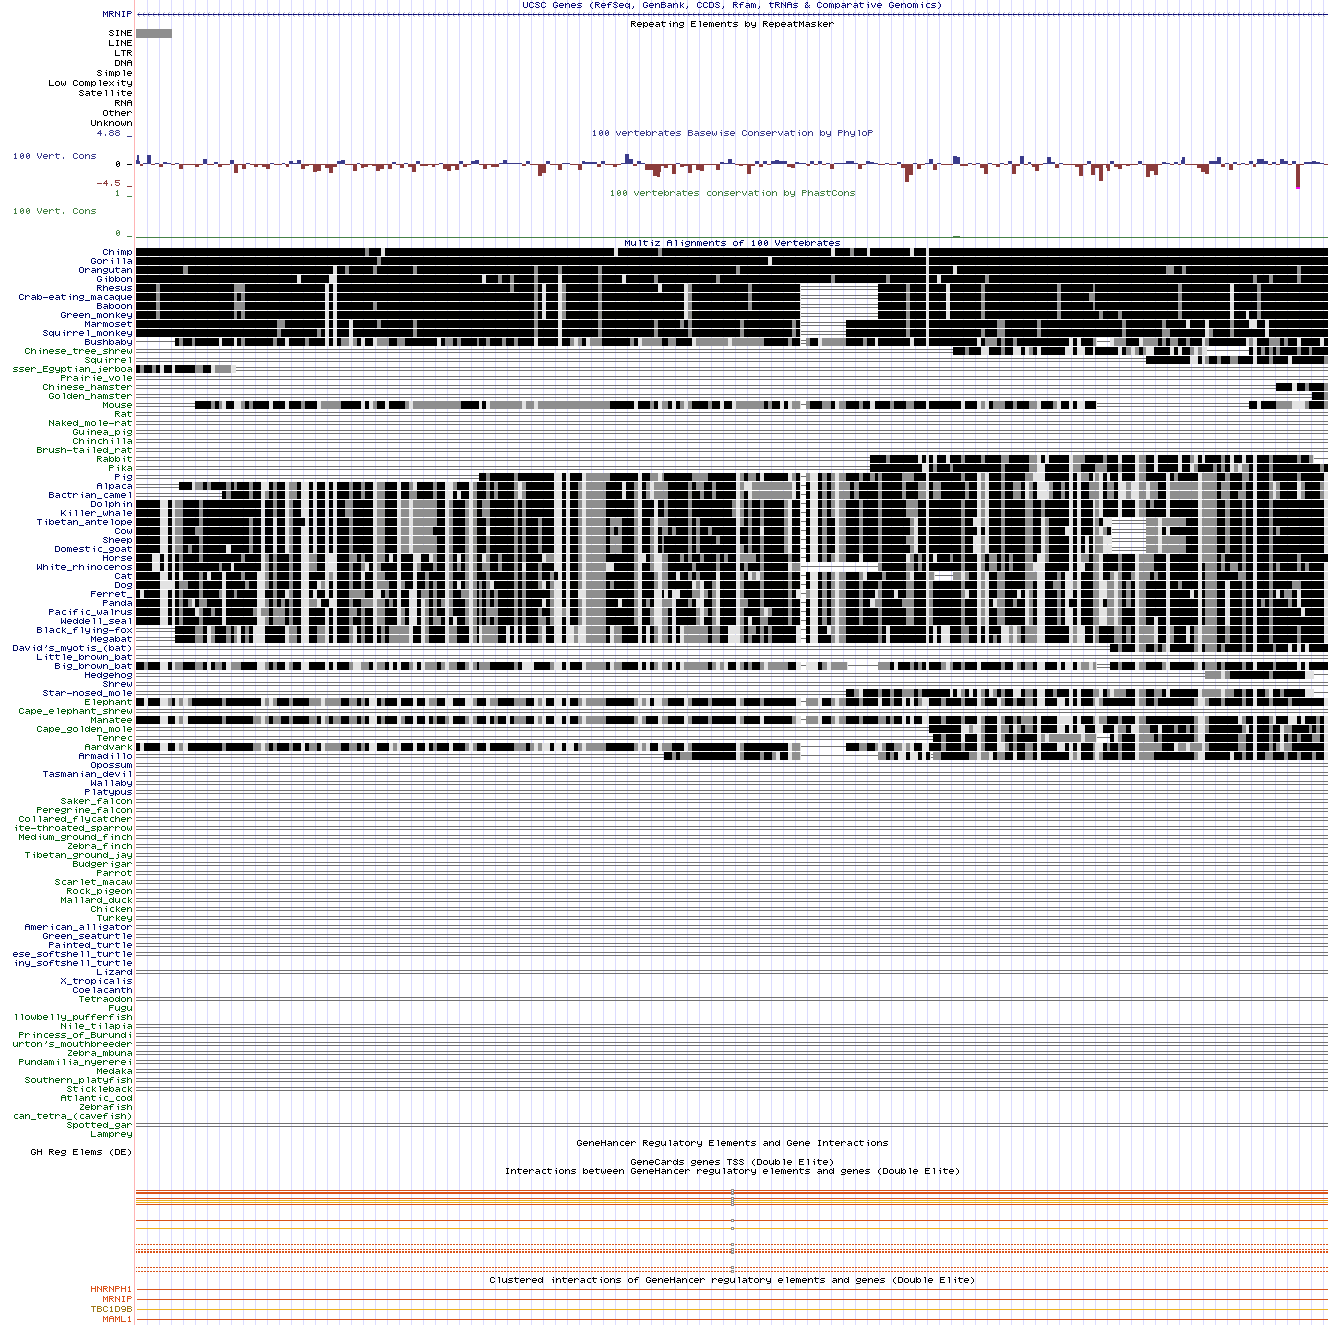 UCSC Genes (RefSeq, GenBank, CCDS, Rfam, tRNAs & Comparative Genomics)
MRNIP
Repeating Elements by RepeatMasker
SINE
LINE
LTR
DNA
Simple
Low Complexity
Satellite
RNA
Other
Unknown
4.88 _
100 vertebrates Basewise Conservation by PhyloP
100 Vert. Cons
0 _
-4.5 _
1 _
100 vertebrates conservation by PhastCons
100 Vert. Cons
0 _
Multiz Alignments of 100 Vertebrates
Chimp
Gorilla
Orangutan
Gibbon
Rhesus
Crab-eating_macaque
Baboon
Green_monkey
Marmoset
Squirrel_monkey
Bushbaby
Chinese_tree_shrew
Squirrel
sser_Egyptian_jerboa
Prairie_vole
Chinese_hamster
Golden_hamster
Mouse
Rat
Naked_mole-rat
Guinea_pig
Chinchilla
Brush-tailed_rat
Rabbit
Pika
Pig
Alpaca
Bactrian_camel
Dolphin
Killer_whale
Tibetan_antelope
Cow
Sheep
Domestic_goat
Horse
White_rhinoceros
Cat
Dog
Ferret_
Panda
Pacific_walrus
Weddell_seal
Black_flying-fox
Megabat
David's_myotis_(bat)
Little_brown_bat
Big_brown_bat
Hedgehog
Shrew
Star-nosed_mole
Elephant
Cape_elephant_shrew
Manatee
Cape_golden_mole
Tenrec
Aardvark
Armadillo
Opossum
Tasmanian_devil
Wallaby
Platypus
Saker_falcon
Peregrine_falcon
Collared_flycatcher
ite-throated_sparrow
Medium_ground_finch
Zebra_finch
Tibetan_ground_jay
Budgerigar
Parrot
Scarlet_macaw
Rock_pigeon
Mallard_duck
Chicken
Turkey
American_alligator
Green_seaturtle
Painted_turtle
ese_softshell_turtle
iny_softshell_turtle
Lizard
X_tropicalis
Coelacanth
Tetraodon
Fugu
llowbelly_pufferfish
Nile_tilapia
Princess_of_Burundi
urton's_mouthbreeder
Zebra_mbuna
Pundamilia_nyererei
Medaka
Southern_platyfish
Stickleback
Atlantic_cod
Zebrafish
can_tetra_(cavefish)
Spotted_gar
Lamprey
GeneHancer Regulatory Elements and Gene Interactions
GH Reg Elems (DE)
GeneCards genes TSS (Double Elite)
Interactions between GeneHancer regulatory elements and genes (Double Elite)
Clustered interactions of GeneHancer regulatory elements and genes (Double Elite)
HNRNPH1
MRNIP
TBC1D9B
MAML1